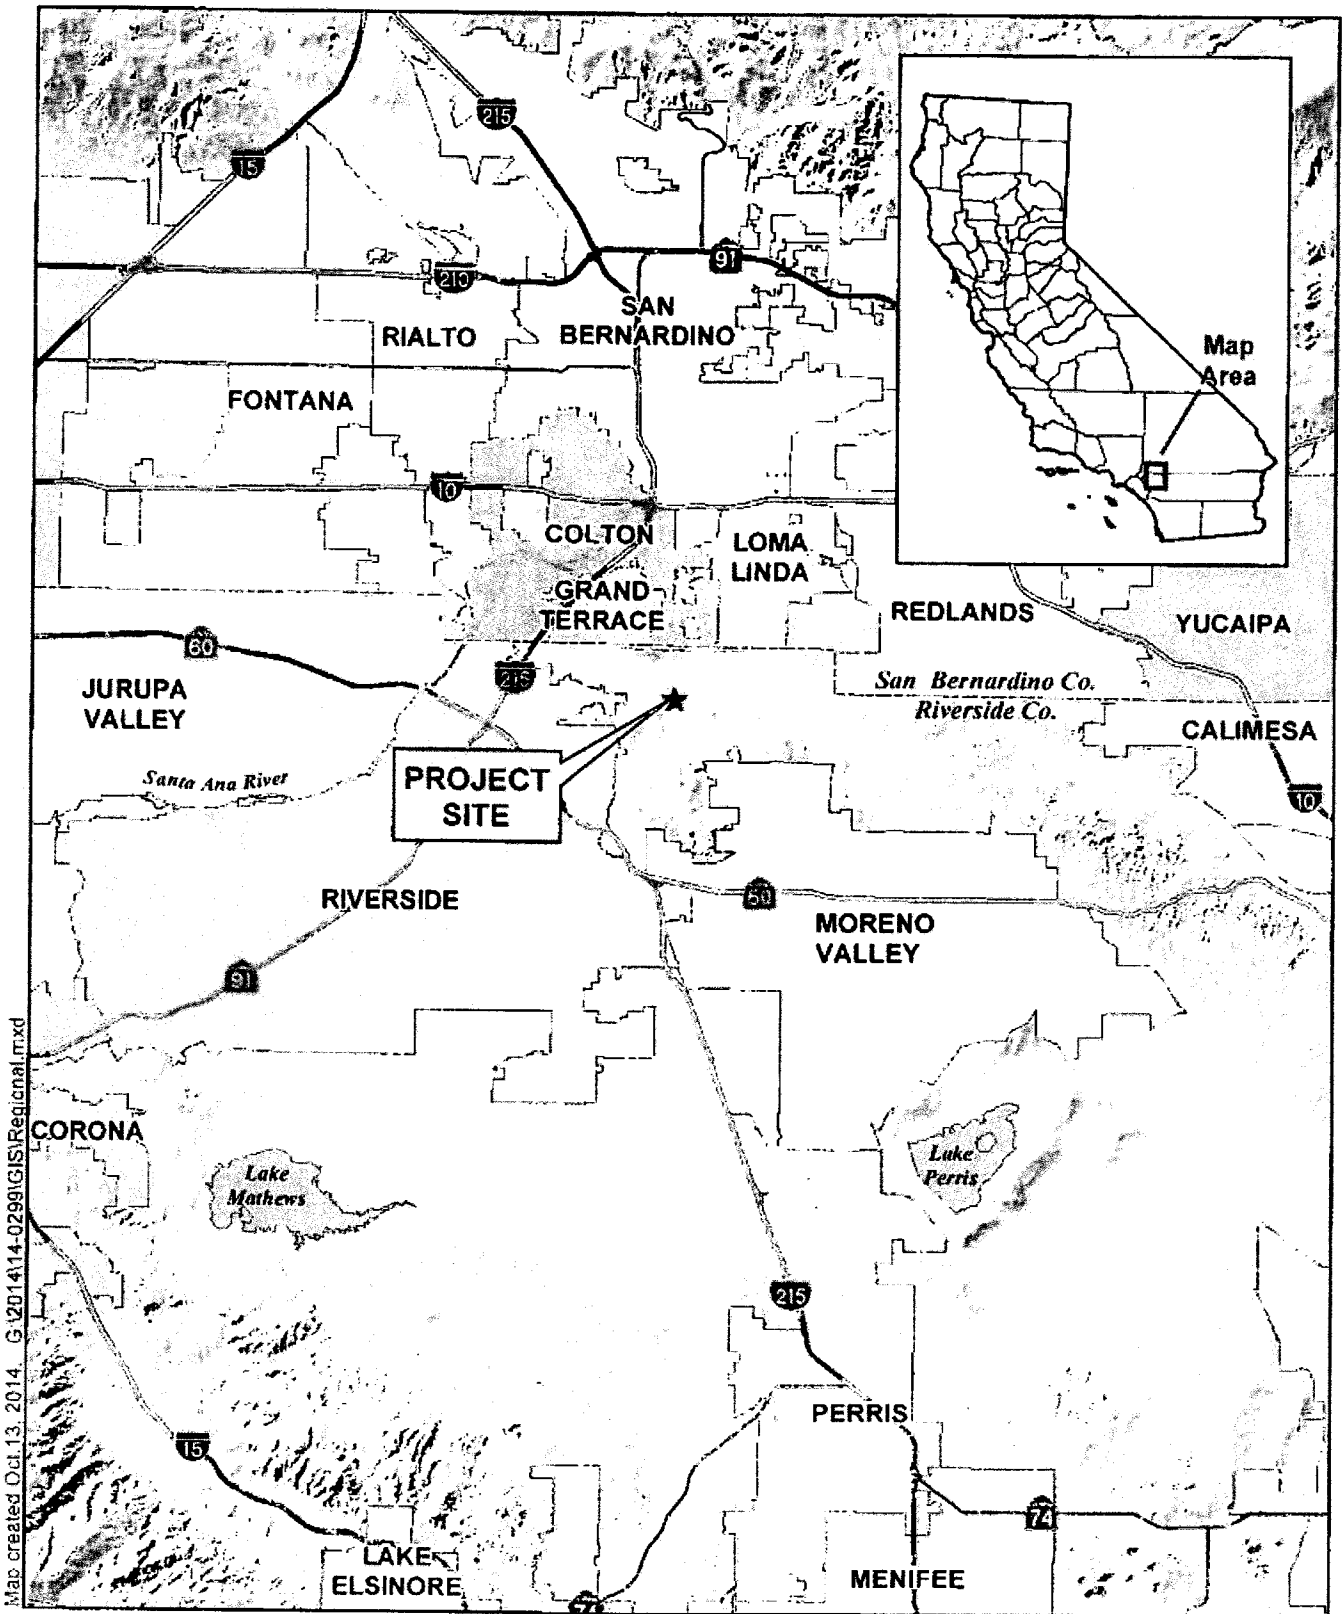 215
15
91
210
SAN
BERNARDINO
RIALTO
Map
Area
FONTANA
10
COLTON
LOMA
LINDA
GRAND
TERRACE
REDLANDS
YUCAIPA
60
215
JURUPA
VALLEY
San Bernardino Co.
Riverside Co.
CALIMESA
PROJECT
SITE
Santa Ana River
10
RIVERSIDE
60
MORENO
VALLEY
91
CORONA
Lake
Mathews
Lake
Perris
215
PERRIS
15
74
LAKE
ELSINORE
MENIFEE
Map created Oct 13, 2014. G:\2014\14-0299\GIS\Regional.mxd